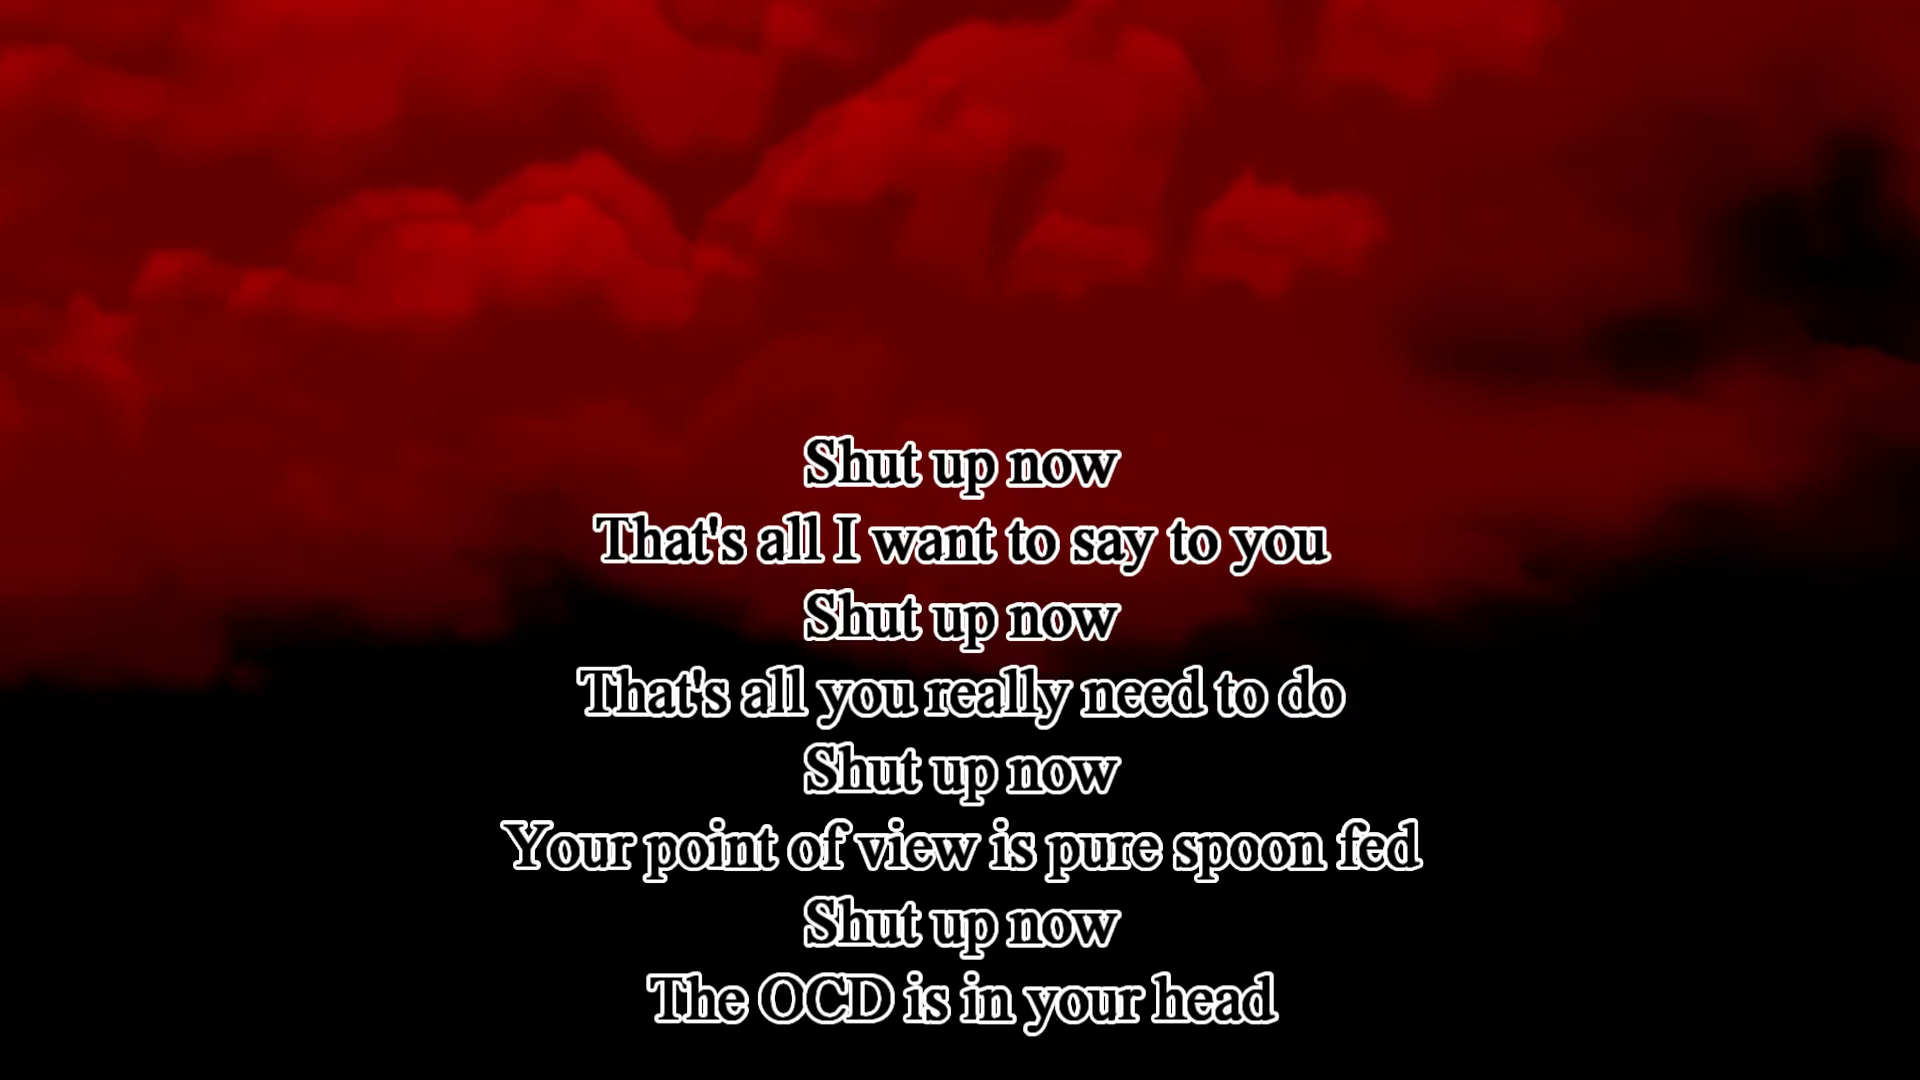 Shut up now
That's all I want to say to you
Shut up now
That's all you really need to do
Shut up now
Your point of view is pure spoon fed
Shut up now
The OCD is in your head